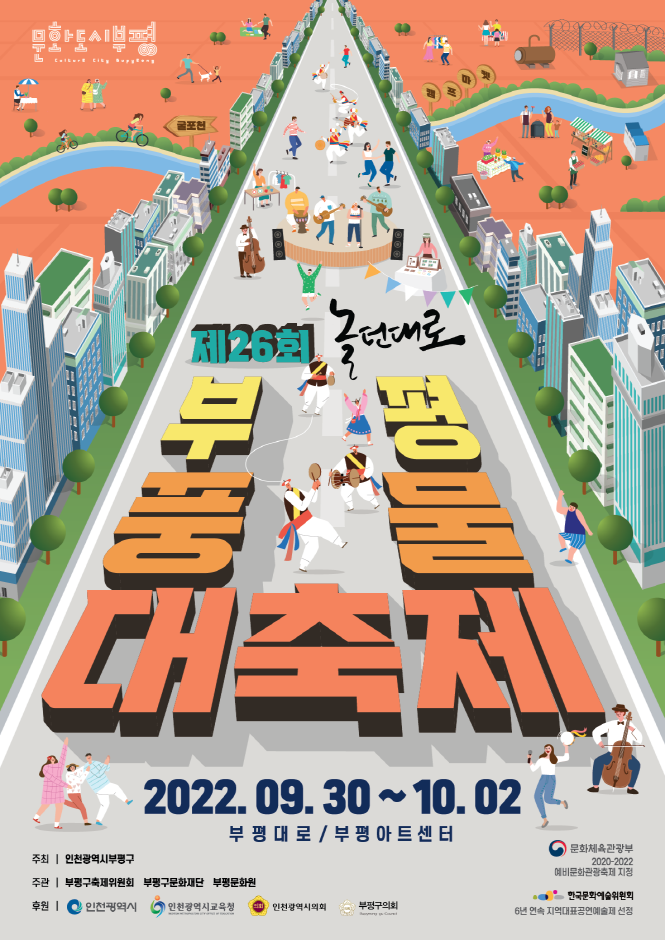 문화도시부평
Culture City Bupyeong
캠프마켓
굴포천
제26회 놀던대로
부평
풍물
대축제
2022. 09. 30 ~ 10. 02
부평대로 / 부평아트센터
주최 | 인천광역시부평구
주관 | 부평구축제위원회 부평구문화재단 부평문화원
후원 | 인천광역시 인천광역시교육청 인천광역시의회 부평구의회
문화체육관광부
2020-2022
예비문화관광축제 지정
한국문화예술위원회
6년 연속 지역대표공연예술제 선정